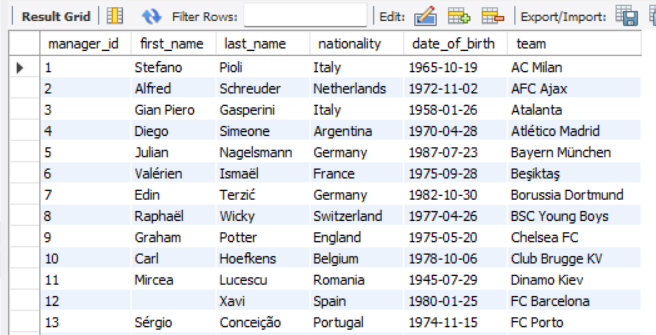 Result Grid Filter Rows: Edit: Export/Import:
manager_id first_name last_name nationality date_of_birth team
1 Stefano Pioli Italy 1965-10-19 AC Milan
2 Alfred Schreuder Netherlands 1972-11-02 AFC Ajax
3 Gian Piero Gasperini Italy 1958-01-26 Atalanta
4 Diego Simeone Argentina 1970-04-28 Atlético Madrid
5 Julian Nagelsmann Germany 1987-07-23 Bayern München
6 Valérien Ismaël France 1975-09-28 Beşiktaş
7 Edin Terzić Germany 1982-10-30 Borussia Dortmund
8 Raphaël Wicky Switzerland 1977-04-26 BSC Young Boys
9 Graham Potter England 1975-05-20 Chelsea FC
10 Carl Hoefkens Belgium 1978-10-06 Club Brugge KV
11 Mircea Lucescu Romania 1945-07-29 Dinamo Kiev
12 Xavi Spain 1980-01-25 FC Barcelona
13 Sérgio Conceição Portugal 1974-11-15 FC Porto